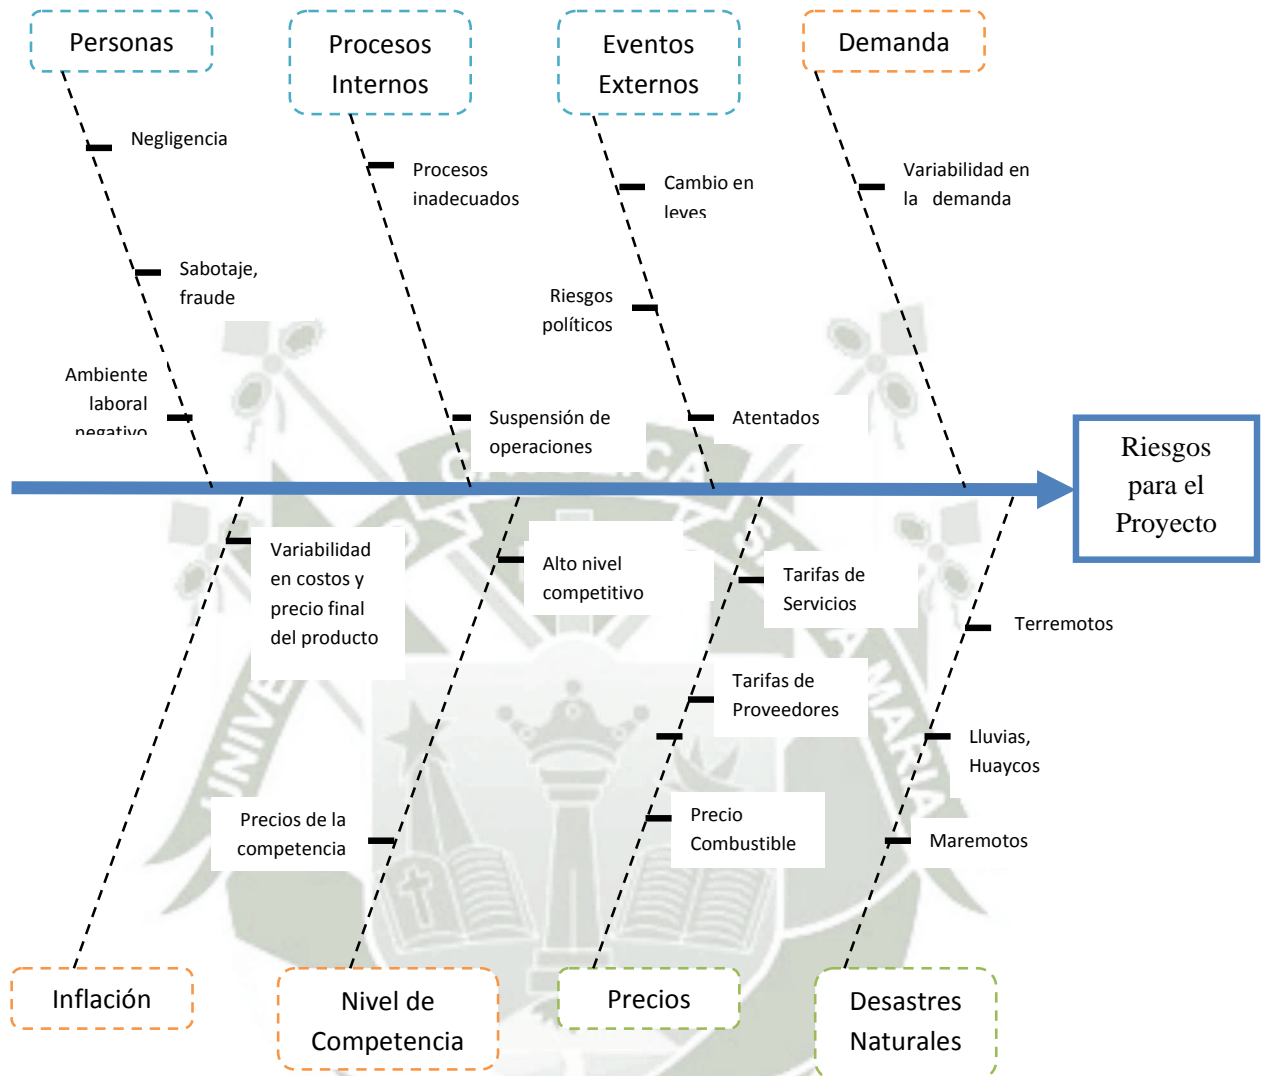 Personas
Procesos
Internos
Eventos
Externos
Demanda
Negligencia
Procesos
inadecuados
Cambio en
leyes
Variabilidad en
la demanda
Sabotaje,
fraude
Riesgos
políticos
Ambiente
laboral
negativo
Suspensión de
operaciones
Atentados
Riesgos
para el
Proyecto
Variabilidad
en costos y
precio final
del producto
Alto nivel
competitivo
Tarifas de
Servicios
Terremotos
Tarifas de
Proveedores
Lluvias,
Huaycos
Precios de la
competencia
Precio
Combustible
Maremotos
Inflación
Nivel de
Competencia
Precios
Desastres
Naturales
UNIVE
MARIA